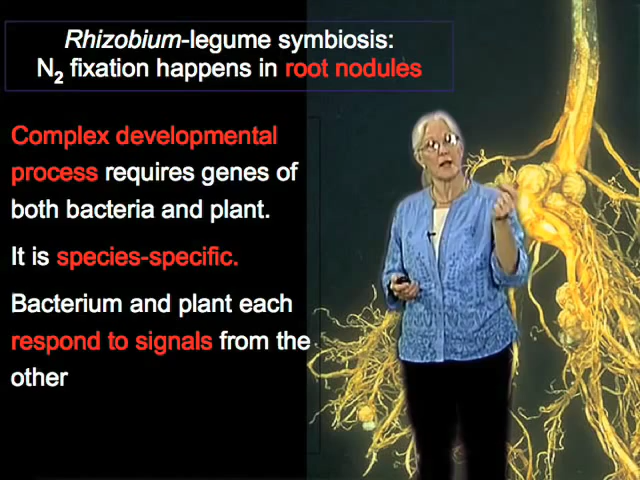 Rhizobium-legume symbiosis:
N₂ fixation happens in root nodules
Complex developmental
process requires genes of
both bacteria and plant.
It is species-specific.
Bacterium and plant each
respond to signals from the
other